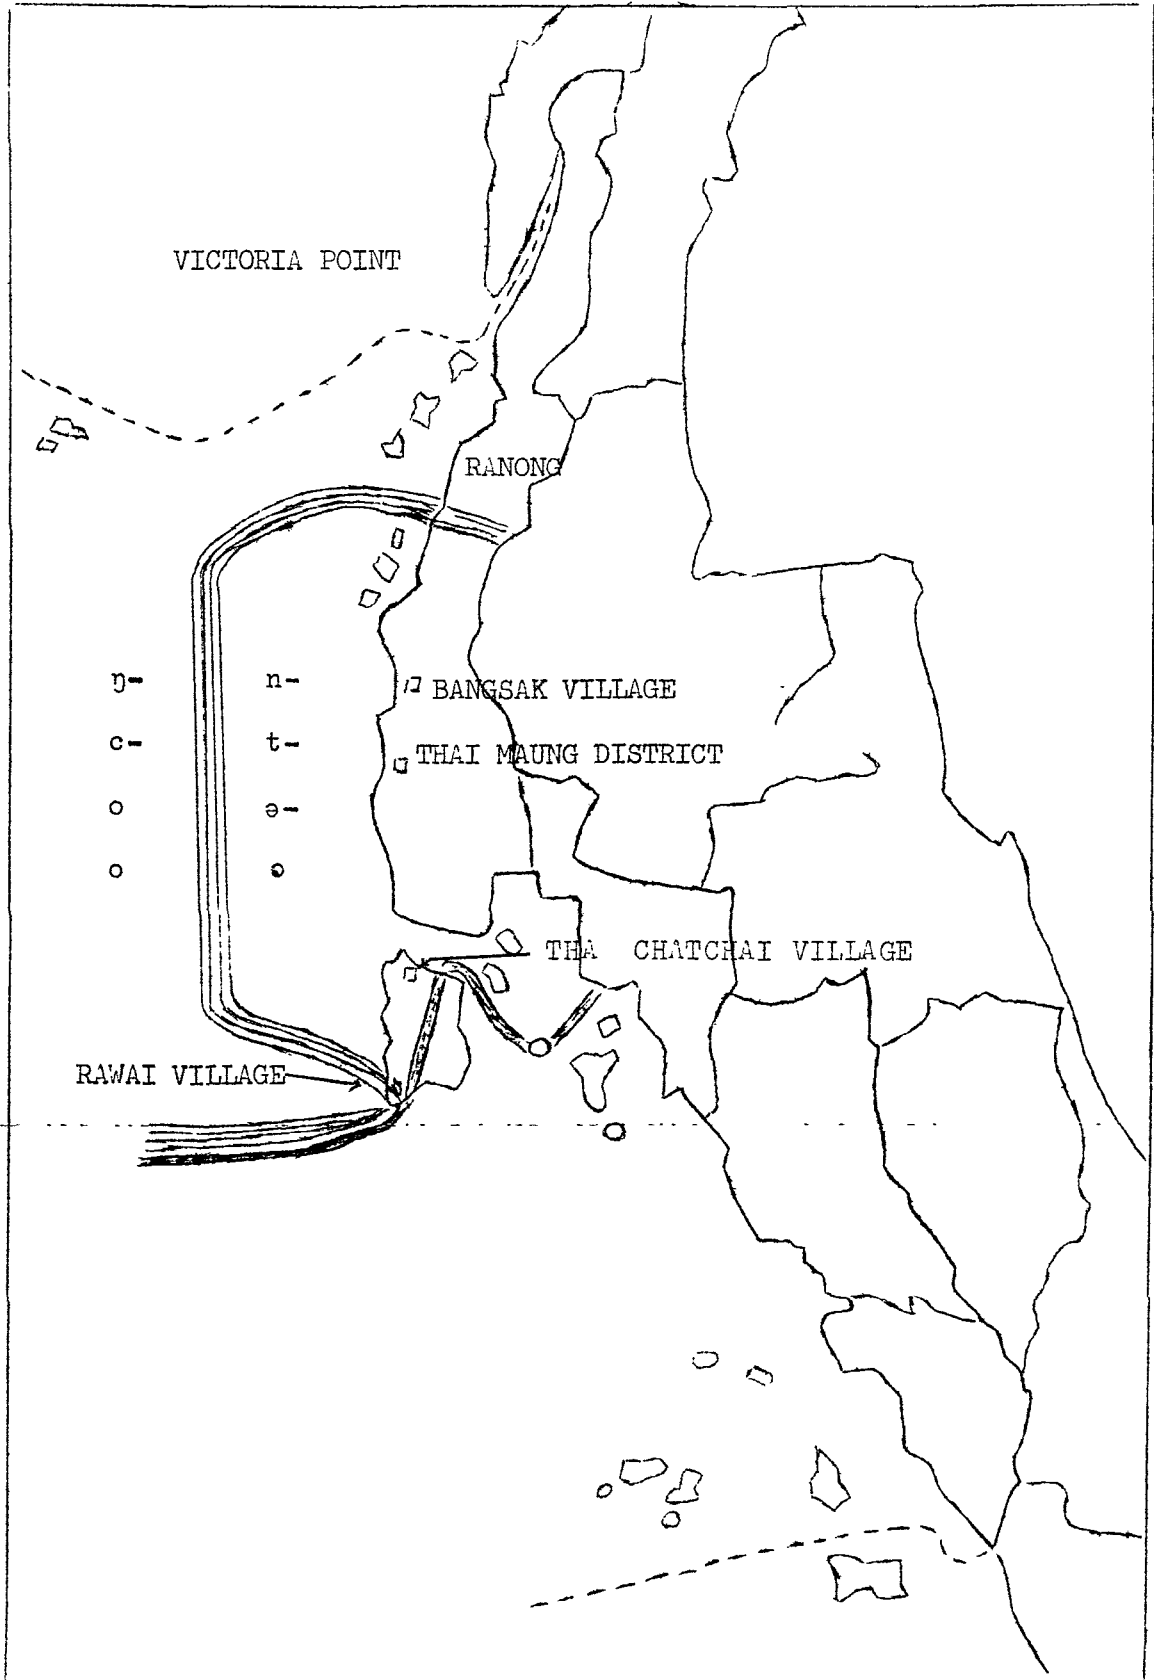 VICTORIA POINT
RANONG
ŋ- n-
BANGSAK VILLAGE
c- t-
THAI MAUNG DISTRICT
o ə-
o
THA CHATCHAI VILLAGE
RAWAI VILLAGE